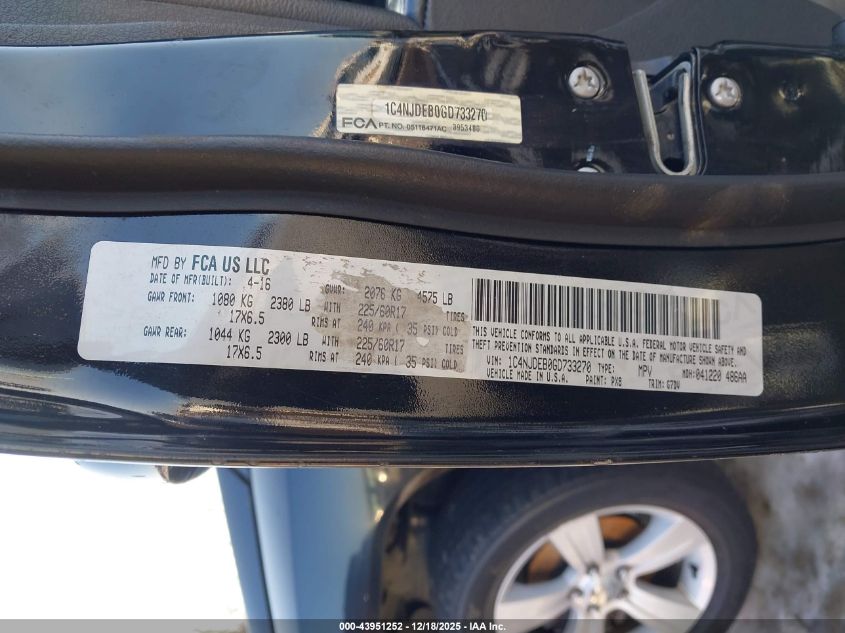 1C4NJDEB0GD733270
FCA PT. NO. 05116471AC 8953480
MFD BY FCA US LLC
DATE OF MFR(BUILT): 4-16 GVWR: 2076 KG 4575 LB
GAWR FRONT: 1080 KG 2380 LB WITH 225/60R17 TIRES
17X6.5 RIMS AT 240 KPA ( 35 PSI) COLD
GAWR REAR: 1044 KG 2300 LB WITH 225/60R17 TIRES
17X6.5 RIMS AT 240 KPA ( 35 PSI) COLD
THIS VEHICLE CONFORMS TO ALL APPLICABLE U.S.A. FEDERAL MOTOR VEHICLE SAFETY AND
THEFT PREVENTION STANDARDS IN EFFECT ON THE DATE OF MANUFACTURE SHOWN ABOVE.
VIN: 1C4NJDEB0GD733270 TYPE: MPV MDH: 041220 486AA
VEHICLE MADE IN U.S.A. PAINT: PX8 TRIM: G7DV
000-43951252 - 12/18/2025 - IAA Inc.